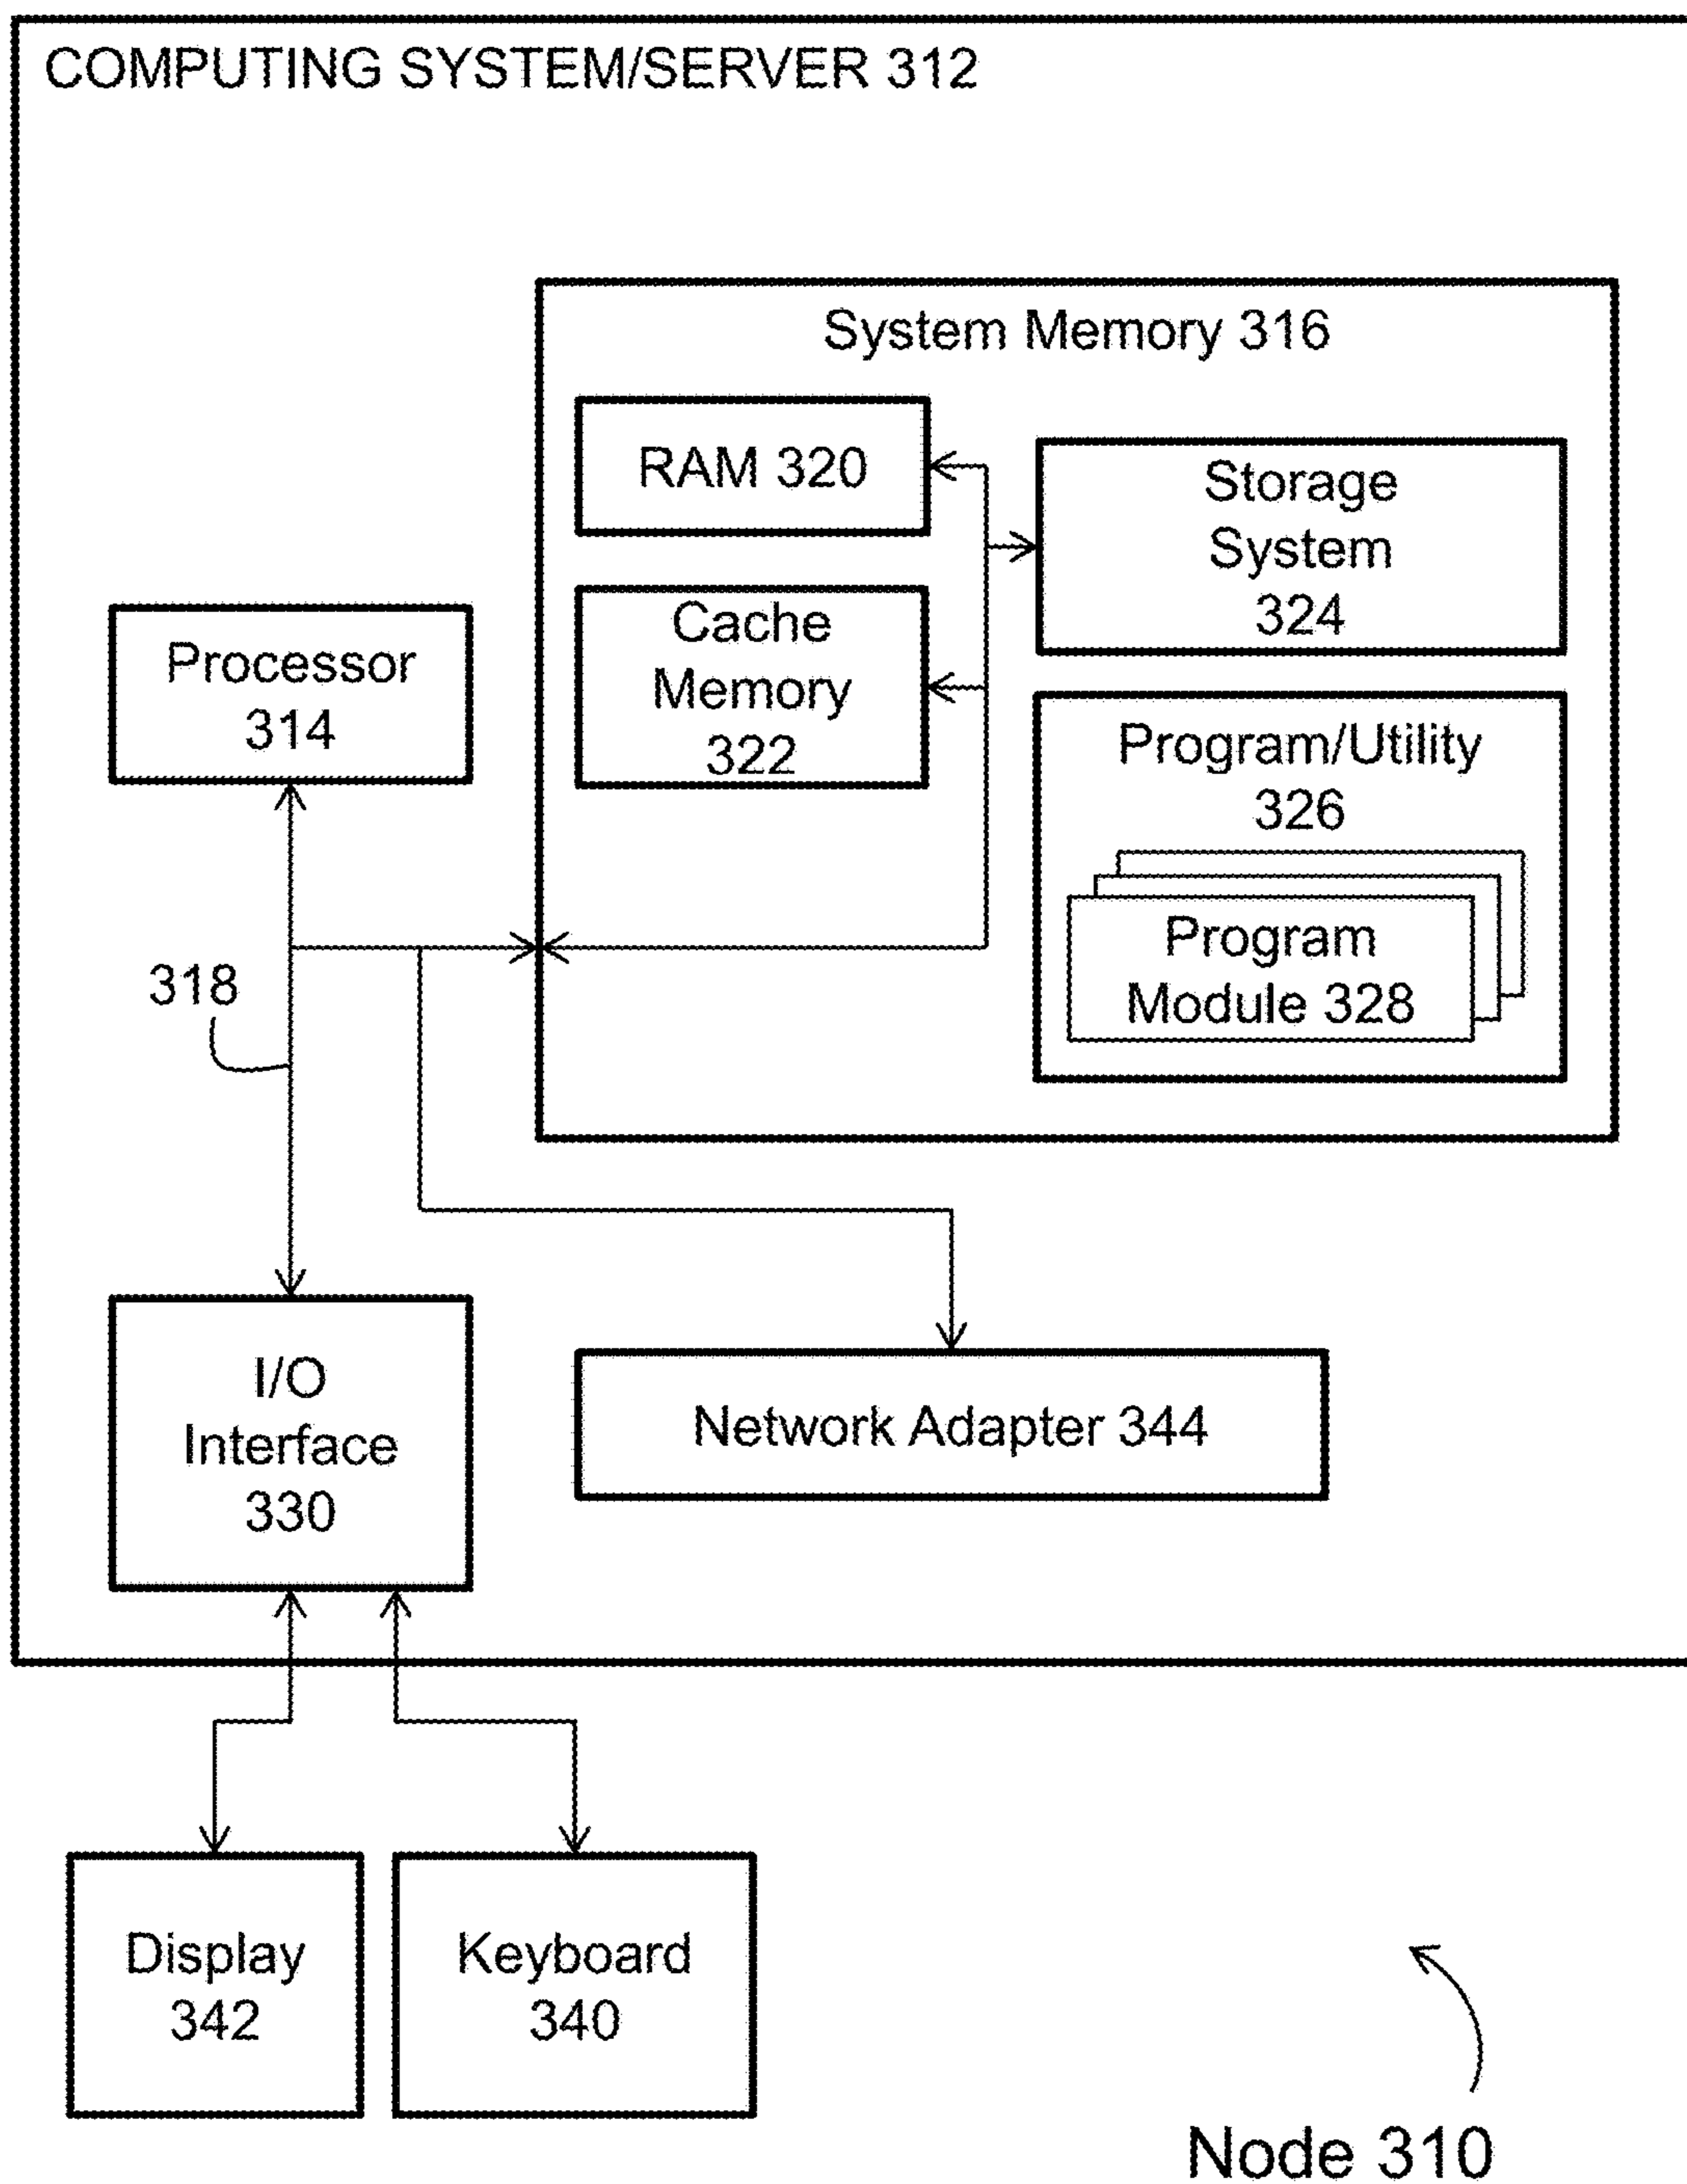 COMPUTING SYSTEM/SERVER 312
System Memory 316
RAM 320
Storage
System
324
Cache
Memory
322
Processor
314
Program/Utility
326
Program
Module 328
318
I/O
Interface
330
Network Adapter 344
Display
342
Keyboard
340
Node 310